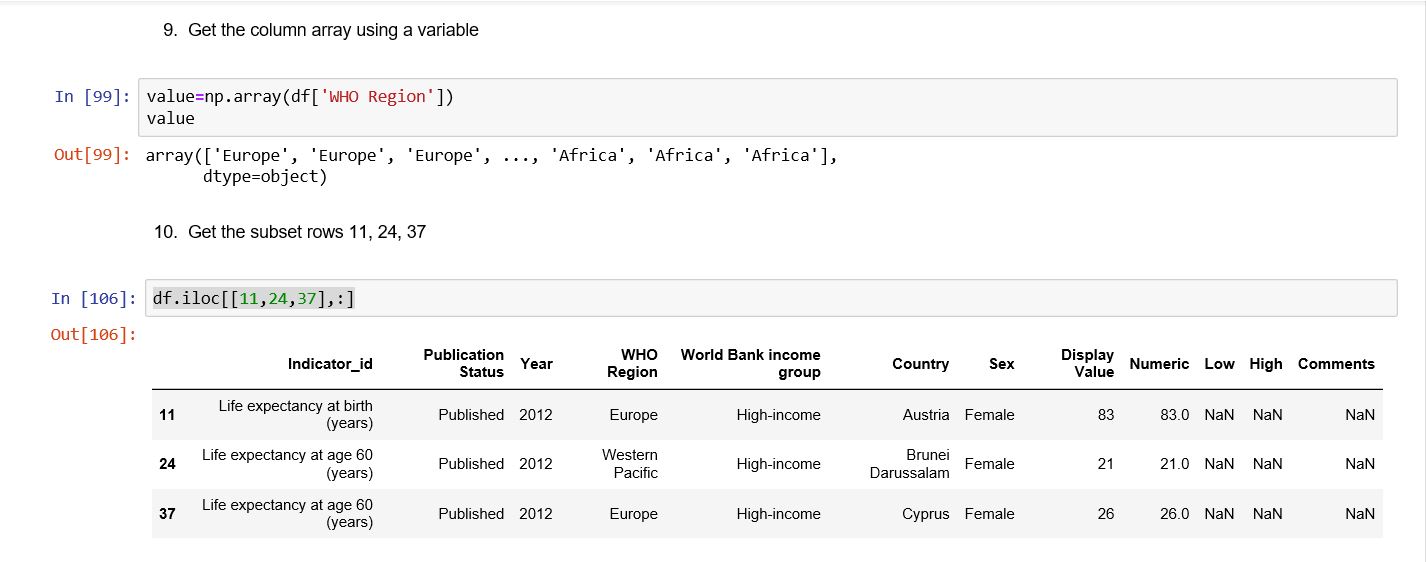 9. Get the column array using a variable
In [99]: value=np.array(df['WHO Region'])
value
Out[99]: array(['Europe', 'Europe', 'Europe', ..., 'Africa', 'Africa', 'Africa'],
dtype=object)
10. Get the subset rows 11, 24, 37
In [106]: df.iloc[[11,24,37],:]
Out[106]:
Indicator_id Publication Status Year WHO Region World Bank income group Country Sex Display Value Numeric Low High Comments
11 Life expectancy at birth (years) Published 2012 Europe High-income Austria Female 83 83.0 NaN NaN NaN
24 Life expectancy at age 60 (years) Published 2012 Western Pacific High-income Brunei Darussalam Female 21 21.0 NaN NaN NaN
37 Life expectancy at age 60 (years) Published 2012 Europe High-income Cyprus Female 26 26.0 NaN NaN NaN